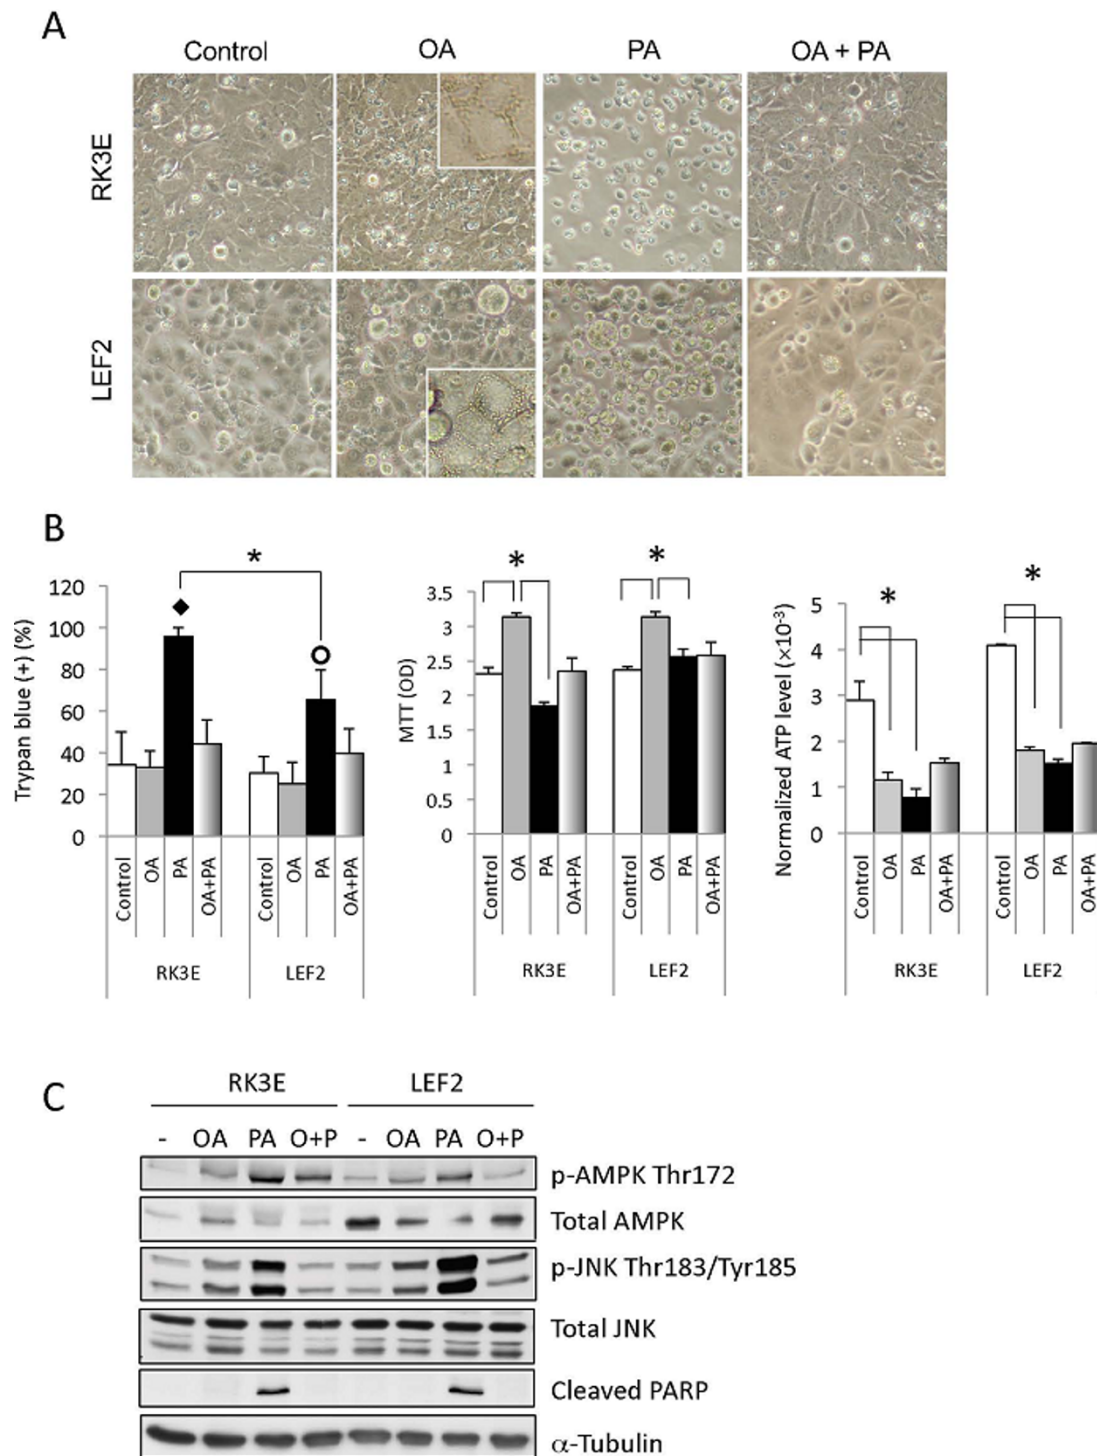 A
Control OA PA OA + PA
RK3E
LEF2
B
Trypan blue (+) (%)
120
100
80
60
40
20
0
Control OA PA OA+PA Control OA PA OA+PA
RK3E LEF2
*
MTT (OD)
3.5
3
2.5
2
1.5
1
0.5
0
Control OA PA OA+PA Control OA PA OA+PA
RK3E LEF2
* *
Normalized ATP level (×10⁻³)
5
4
3
2
1
0
Control OA PA OA+PA Control OA PA OA+PA
RK3E LEF2
* *
C
RK3E LEF2
- OA PA O+P - OA PA O+P
p-AMPK Thr172
Total AMPK
p-JNK Thr183/Tyr185
Total JNK
Cleaved PARP
α-Tubulin